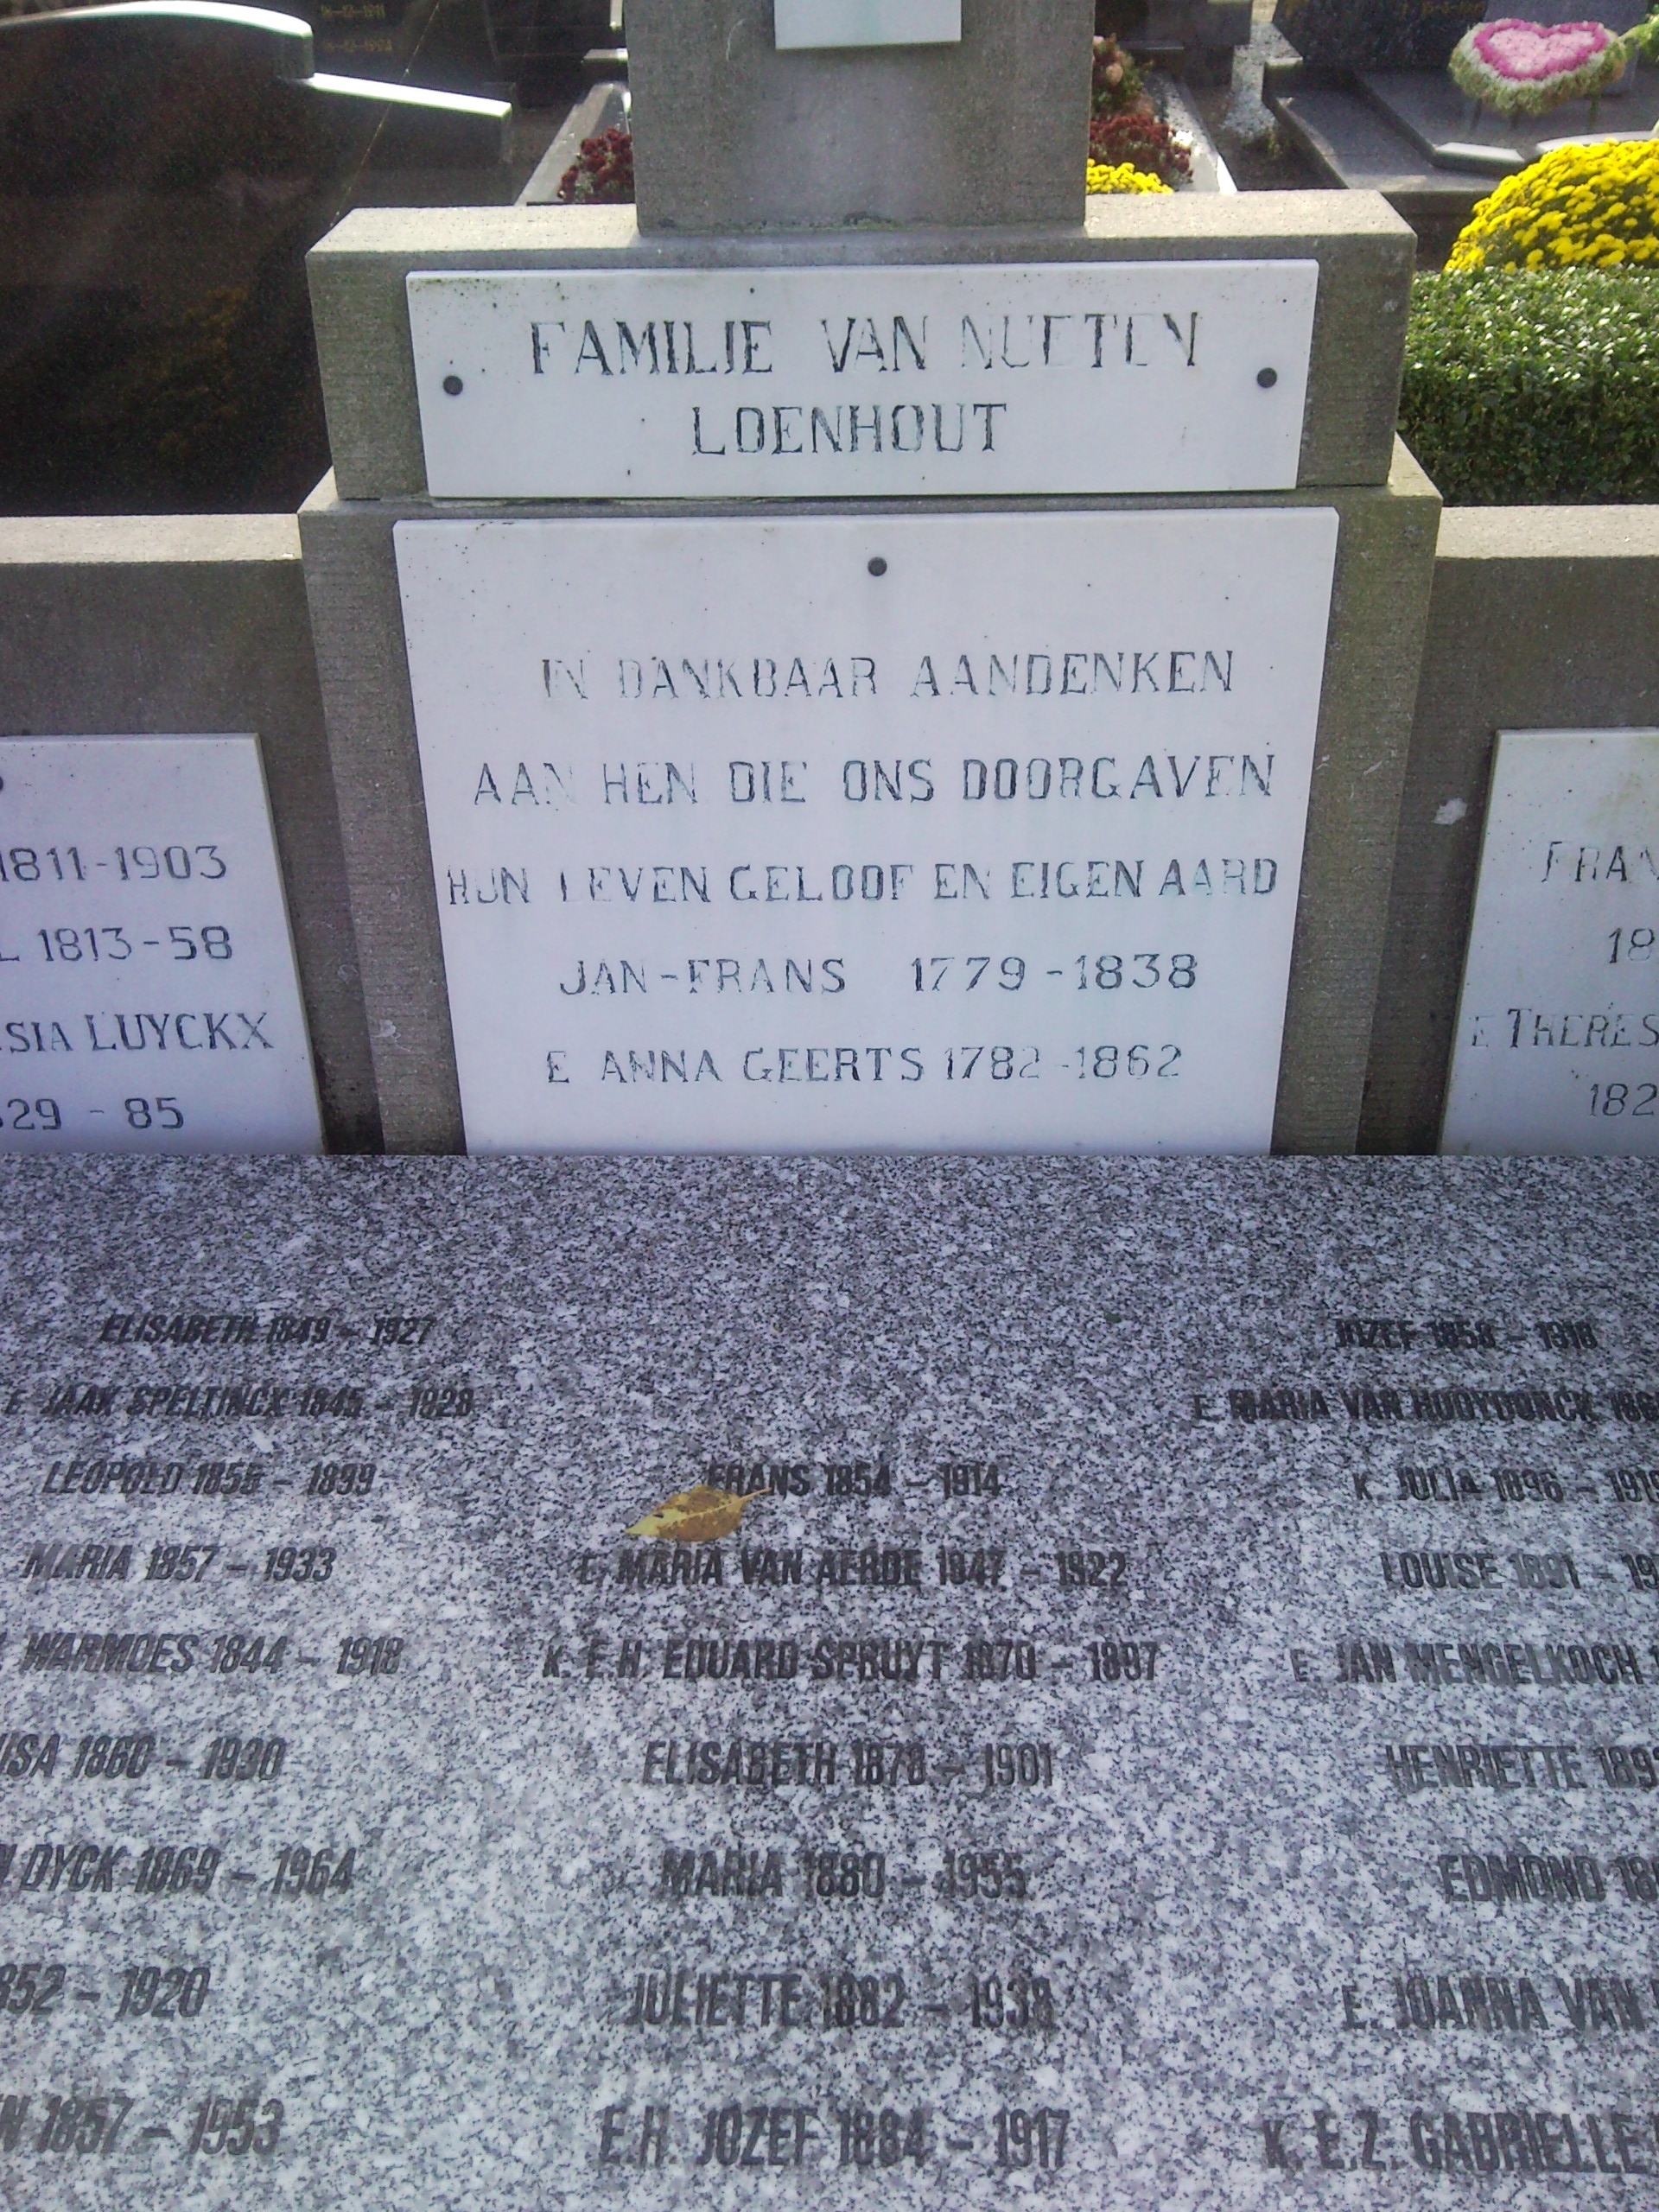 FAMILIE VAN NUETEN
LOENHOUT
IN DANKBAAR AANDENKEN
AAN HEN DIE ONS DOORGAVEN
HUN LEVEN GELOOF EN EIGEN AARD
JAN-FRANS 1779-1838
E ANNA GEERTS 1782-1862
1811-1903
1813-58
LUYCKX
- 85
ELISABETH 1849 - 1927
E JAAK SPELTINCX 1845 - 1928
LEOPOLD 1855 - 1899
MARIA 1857 - 1933
WARMOES 1844 - 1918
1860 - 1930
DYCK 1869 - 1964
- 1920
1857 - 1953
FRANS 1854 - 1914
E. MARIA VAN AERDE 1847 - 1922
K. E.H. EDUARD SPRUYT 1870 - 1897
ELISABETH 1878 - 1901
MARIA 1880 - 1955
JULIETTE 1882 - 1938
E.H. JOZEF 1884 - 1917
JOZEF 1858 - 1918
E. MARIA VAN HOOYDONCK
K. JULIA 1896 -
LOUISE 1891 -
E. JAN MENGELKOCH
HENRIETTE
EDMOND
E. JOANNA VAN
K. E.Z. GABRIELLE